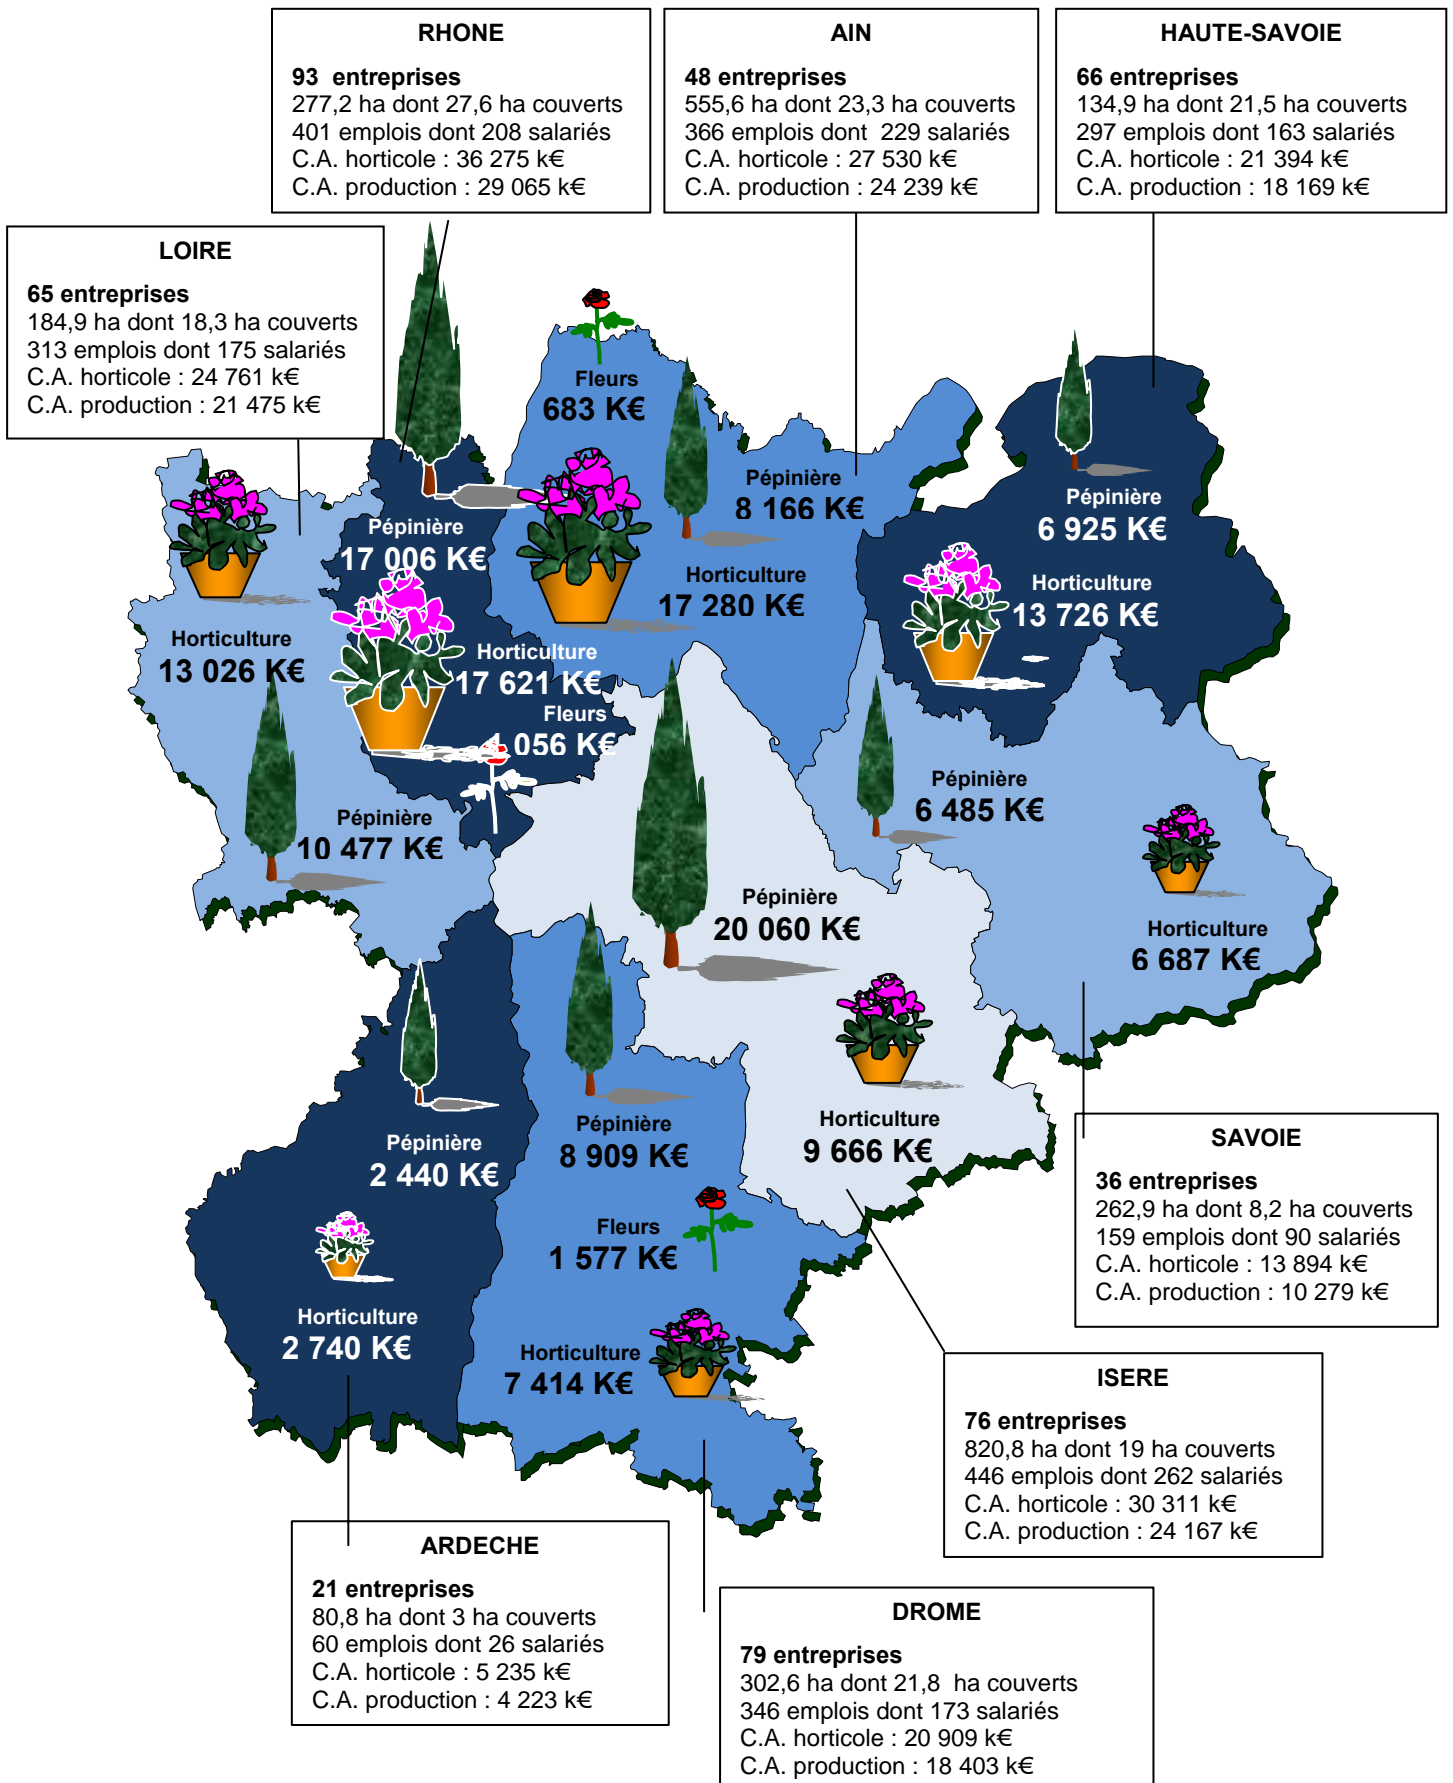 RHONE
93 entreprises
277,2 ha dont 27,6 ha couverts
401 emplois dont 208 salariés
C.A. horticole : 36 275 k€
C.A. production : 29 065 k€
AIN
48 entreprises
555,6 ha dont 23,3 ha couverts
366 emplois dont 229 salariés
C.A. horticole : 27 530 k€
C.A. production : 24 239 k€
HAUTE-SAVOIE
66 entreprises
134,9 ha dont 21,5 ha couverts
297 emplois dont 163 salariés
C.A. horticole : 21 394 k€
C.A. production : 18 169 k€
LOIRE
65 entreprises
184,9 ha dont 18,3 ha couverts
313 emplois dont 175 salariés
C.A. horticole : 24 761 k€
C.A. production : 21 475 k€
Fleurs
683 K€
Pépinière
8 166 K€
Pépinière
6 925 K€
Pépinière
17 006 K€
Horticulture
17 280 K€
Horticulture
13 726 K€
Horticulture
13 026 K€
Horticulture
17 621 K€
Fleurs
1 056 K€
Pépinière
6 485 K€
Pépinière
10 477 K€
Pépinière
20 060 K€
Horticulture
6 687 K€
Pépinière
2 440 K€
Pépinière
8 909 K€
Horticulture
9 666 K€
Fleurs
1 577 K€
Horticulture
2 740 K€
Horticulture
7 414 K€
SAVOIE
36 entreprises
262,9 ha dont 8,2 ha couverts
159 emplois dont 90 salariés
C.A. horticole : 13 894 k€
C.A. production : 10 279 k€
ISERE
76 entreprises
820,8 ha dont 19 ha couverts
446 emplois dont 262 salariés
C.A. horticole : 30 311 k€
C.A. production : 24 167 k€
ARDECHE
21 entreprises
80,8 ha dont 3 ha couverts
60 emplois dont 26 salariés
C.A. horticole : 5 235 k€
C.A. production : 4 223 k€
DROME
79 entreprises
302,6 ha dont 21,8 ha couverts
346 emplois dont 173 salariés
C.A. horticole : 20 909 k€
C.A. production : 18 403 k€